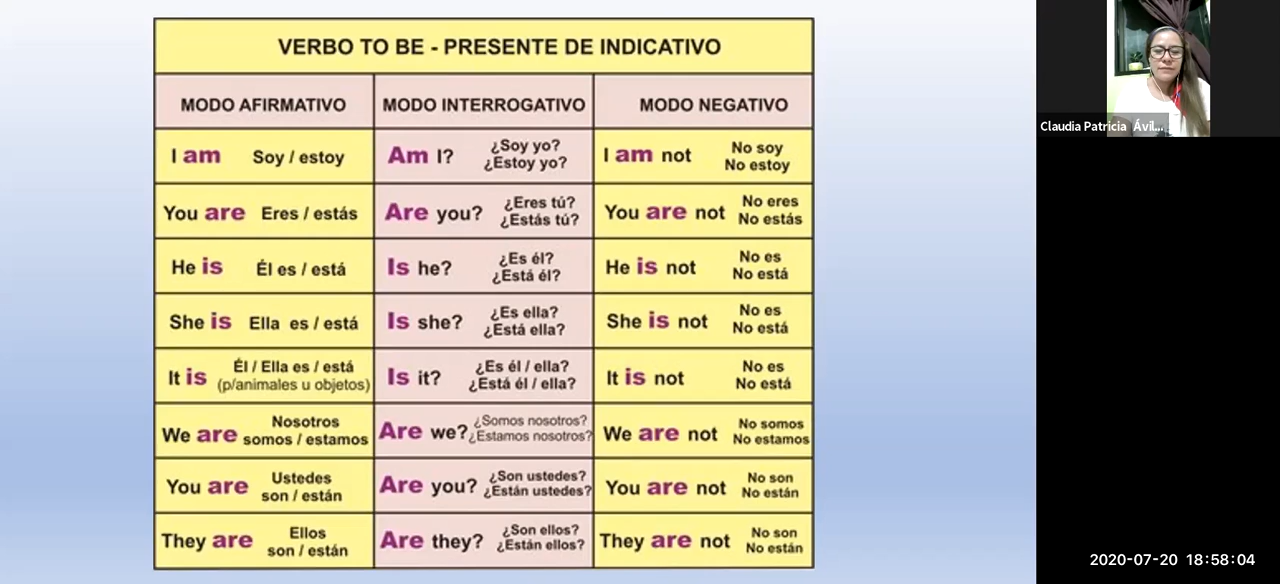 VERBO TO BE - PRESENTE DE INDICATIVO
MODO AFIRMATIVO
MODO INTERROGATIVO
MODO NEGATIVO
I am
Soy / estoy
Am I?
¿Soy yo?
¿Estoy yo?
I am not
No soy
No estoy
You are
Eres / estás
Are you?
¿Eres tú?
¿Estás tú?
You are not
No eres
No estás
He is
Él es / está
Is he?
¿Es él?
¿Está él?
He is not
No es
No está
She is
Ella es / está
Is she?
¿Es ella?
¿Está ella?
She is not
No es
No está
It is
Él / Ella es / está
(p/animales u objetos)
Is it?
¿Es él / ella?
¿Está él / ella?
It is not
No es
No está
We are
Nosotros
somos / estamos
Are we?
¿Somos nosotros?
¿Estamos nosotros?
We are not
No somos
No estamos
You are
Ustedes
son / están
Are you?
¿Son ustedes?
¿Están ustedes?
You are not
No son
No están
They are
Ellos
son / están
Are they?
¿Son ellos?
¿Están ellos?
They are not
No son
No están
Claudia Patricia Ávil...
2020-07-20 18:58:04